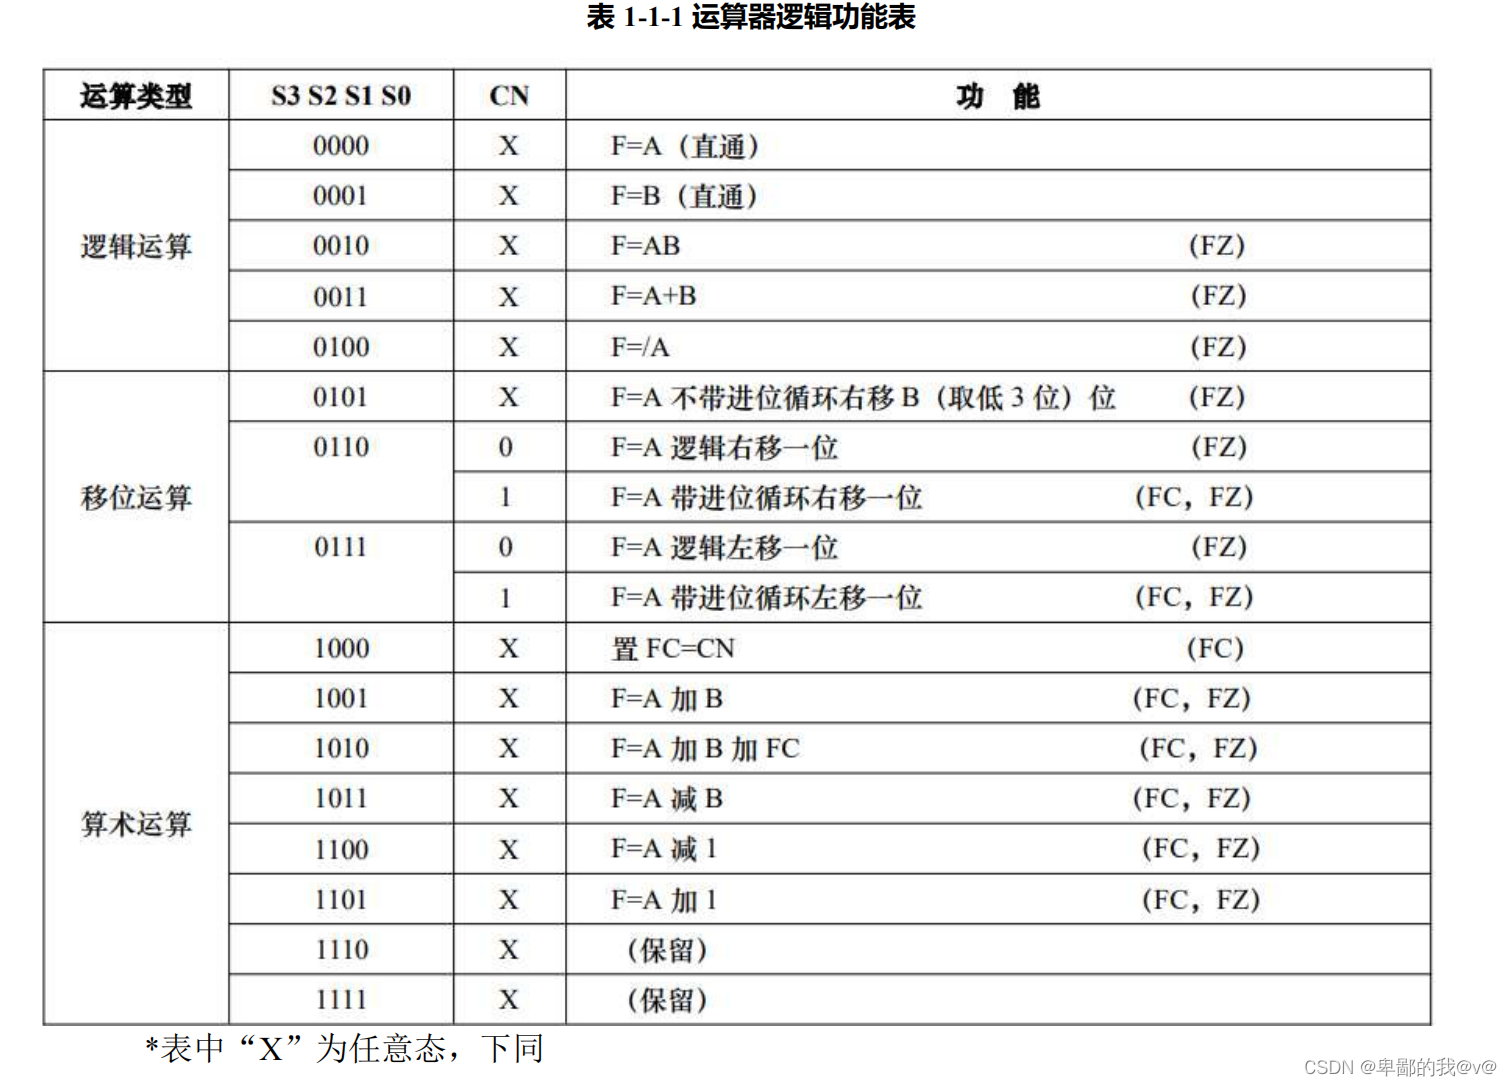 表 1-1-1 运算器逻辑功能表
运算类型 S3 S2 S1 S0 CN 功 能
逻辑运算 0000 X F=A（直通）
0001 X F=B（直通）
0010 X F=AB (FZ)
0011 X F=A+B (FZ)
0100 X F=/A (FZ)
移位运算 0101 X F=A 不带进位循环右移 B（取低 3 位）位 (FZ)
0110 0 F=A 逻辑右移一位 (FZ)
1 F=A 带进位循环右移一位 (FC，FZ)
0111 0 F=A 逻辑左移一位 (FZ)
1 F=A 带进位循环左移一位 (FC，FZ)
算术运算 1000 X 置 FC=CN (FC)
1001 X F=A 加 B (FC，FZ)
1010 X F=A 加 B 加 FC (FC，FZ)
1011 X F=A 减 B (FC，FZ)
1100 X F=A 减 1 (FC，FZ)
1101 X F=A 加 1 (FC，FZ)
1110 X （保留）
1111 X （保留）
*表中“X”为任意态，下同
CSDN @卑鄙的我@v@